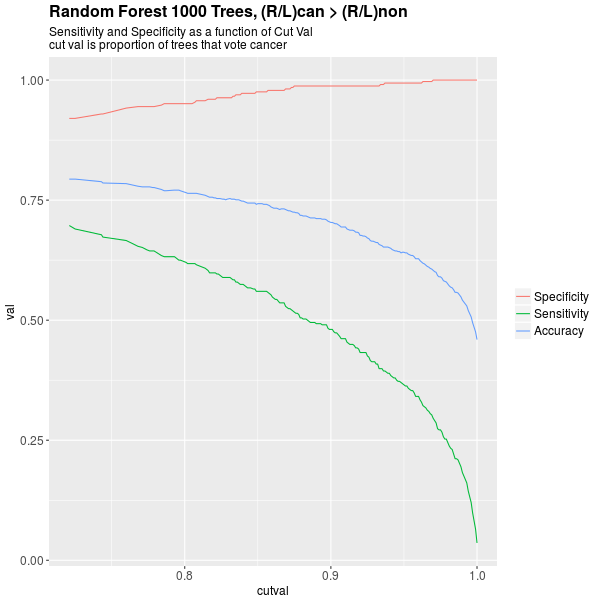 Random Forest 1000 Trees, (R/L)can > (R/L)non
Sensitivity and Specificity as a function of Cut Val
cut val is proportion of trees that vote cancer
1.00
0.75
0.50
0.25
0.00
val
0.8
0.9
1.0
cutval
Specificity
Sensitivity
Accuracy